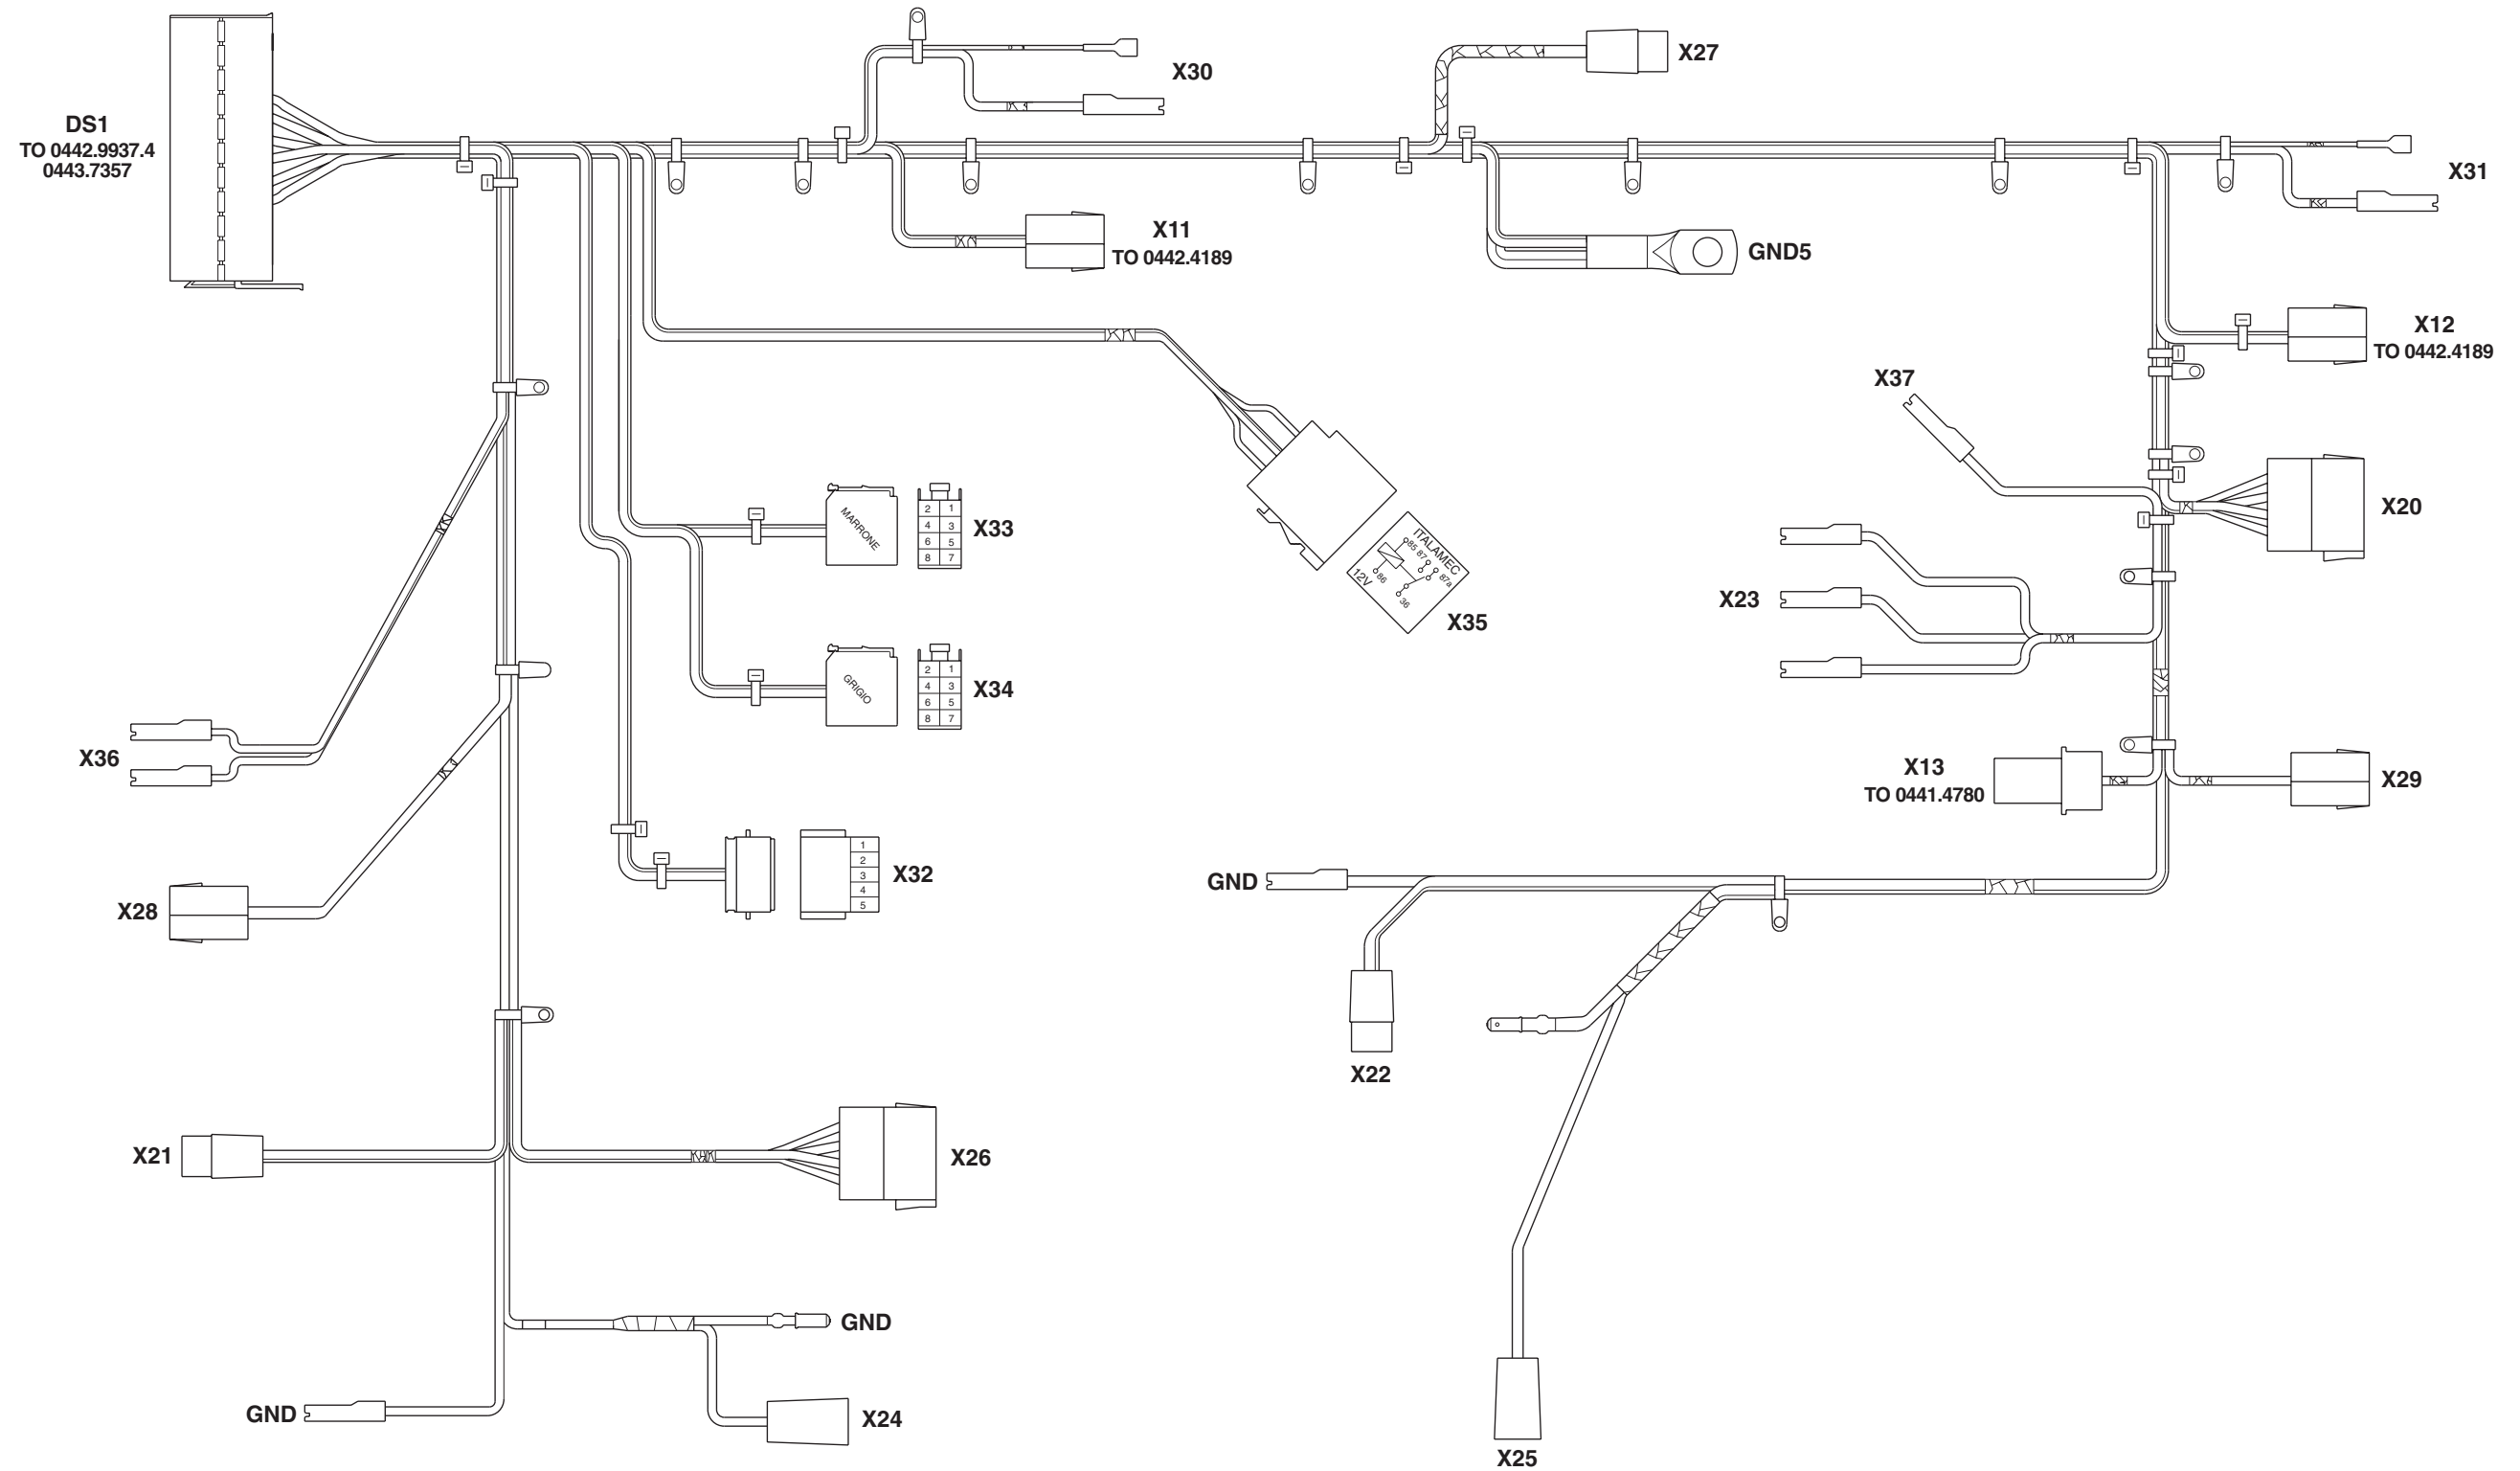 X30
X27
DS1
TO 0442.9937.4
0443.7357
X31
X11
TO 0442.4189
GND5
X12
TO 0442.4189
X37
MARRONE
2 1
4 3
6 5
8 7
X33
X20
ITALAMEC
85 87 87a
12V 86
36
X35
X23
GRIGIO
2 1
4 3
6 5
8 7
X34
X36
X13
TO 0441.4780
X29
1
2
3
4
5
X32
GND
X28
X22
X21
X26
GND
GND
X24
X25